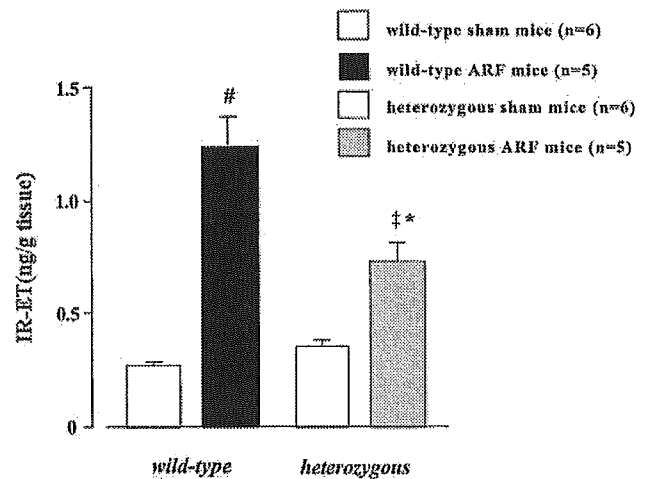 wild-type sham mice (n=6)
wild-type ARF mice (n=5)
heterozygous sham mice (n=6)
heterozygous ARF mice (n=5)
IR-ET(ng/g tissue)
1.5
1.0
0.5
0
#
‡*
wild-type
heterozygous